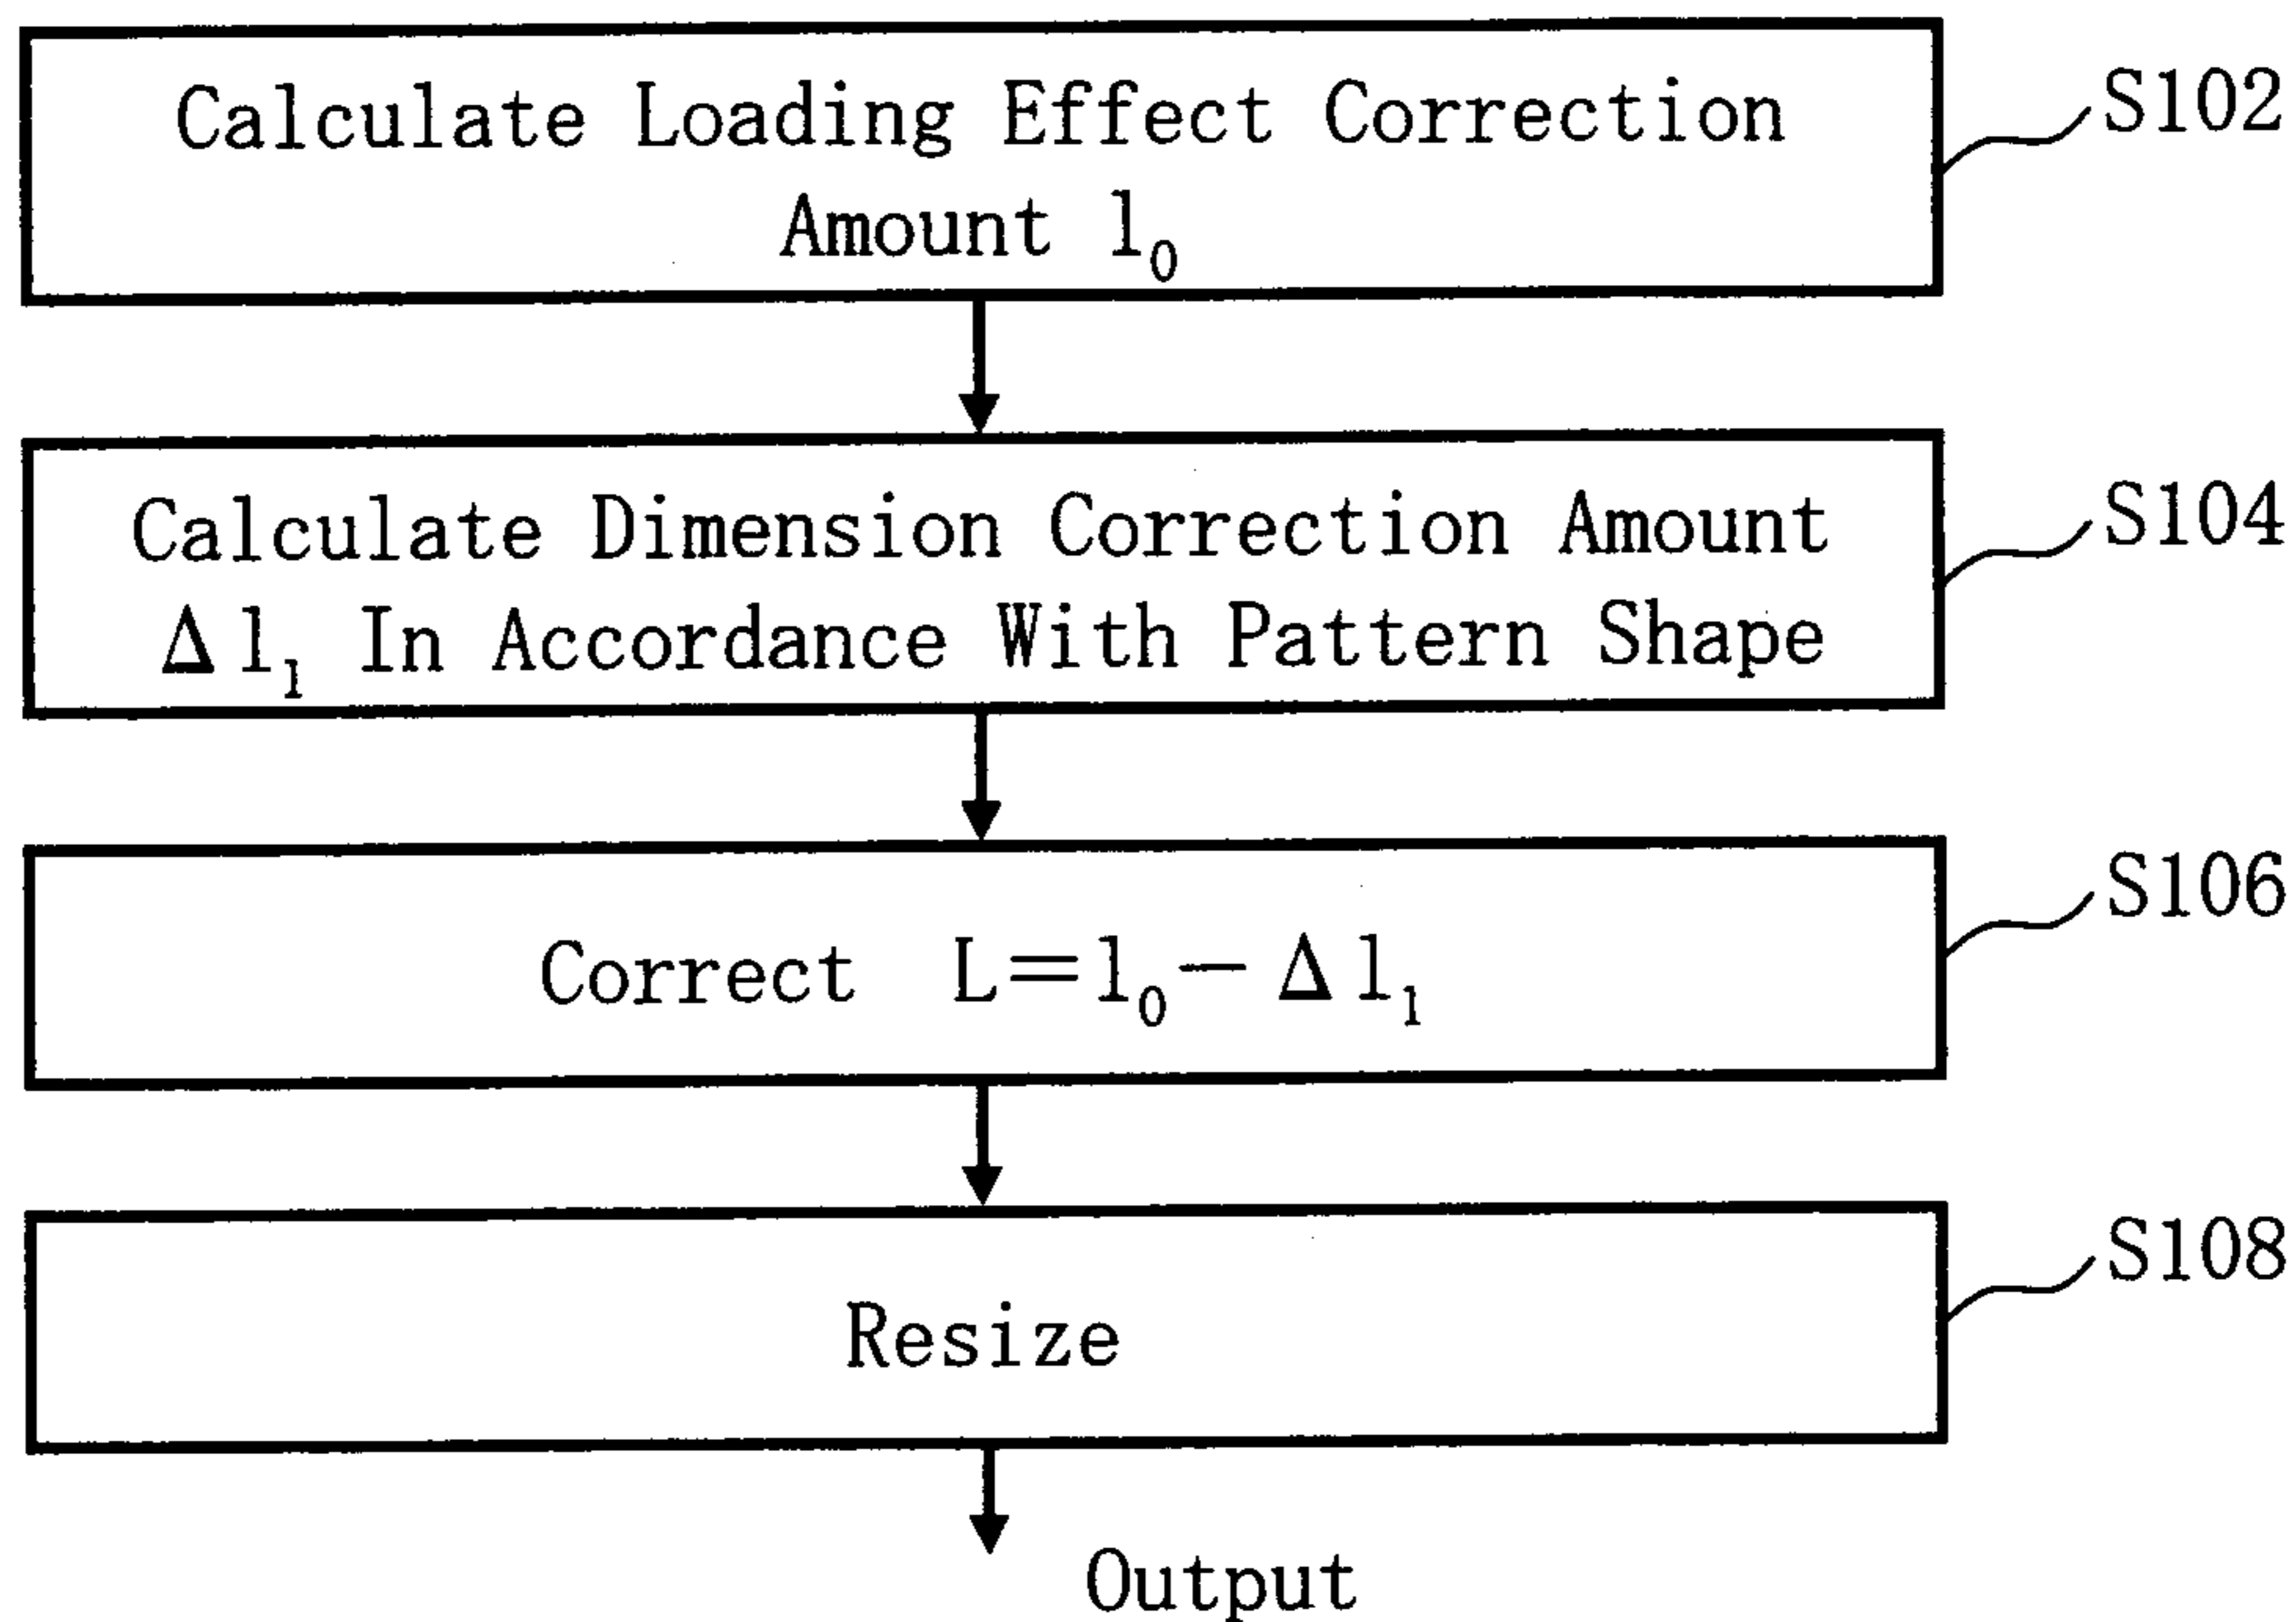 Calculate Loading Effect Correction
Amount l₀
S102
Calculate Dimension Correction Amount
Δl₁ In Accordance With Pattern Shape
S104
Correct L=l₀−Δl₁
S106
Resize
S108
Output